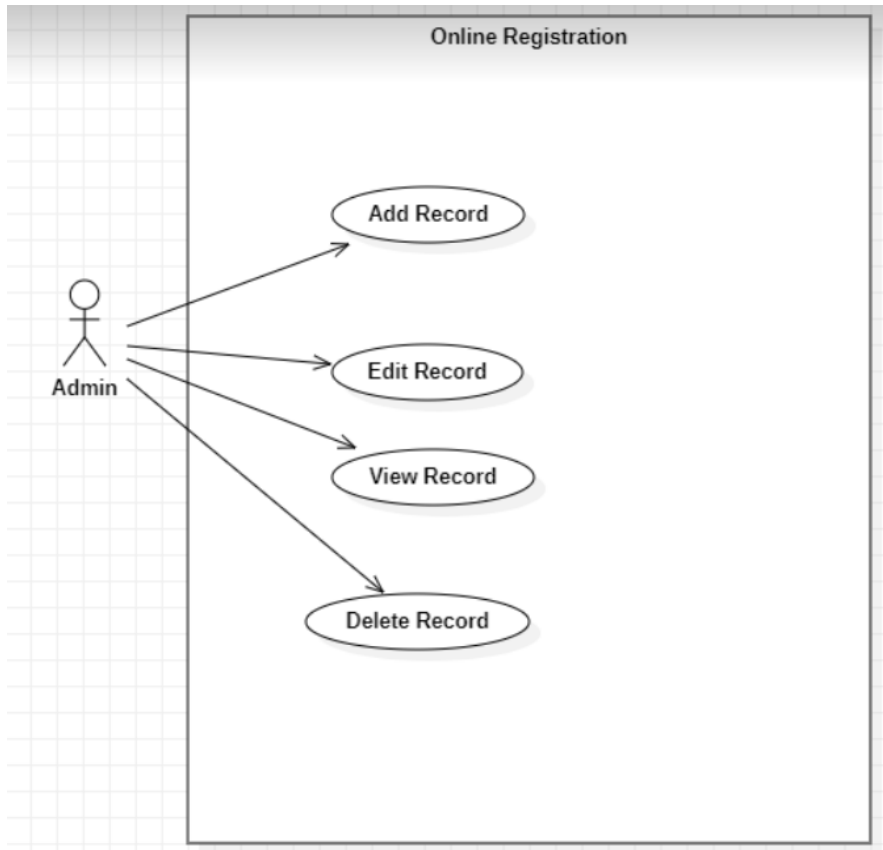 Online Registration
Add Record
Edit Record
Admin
View Record
Delete Record